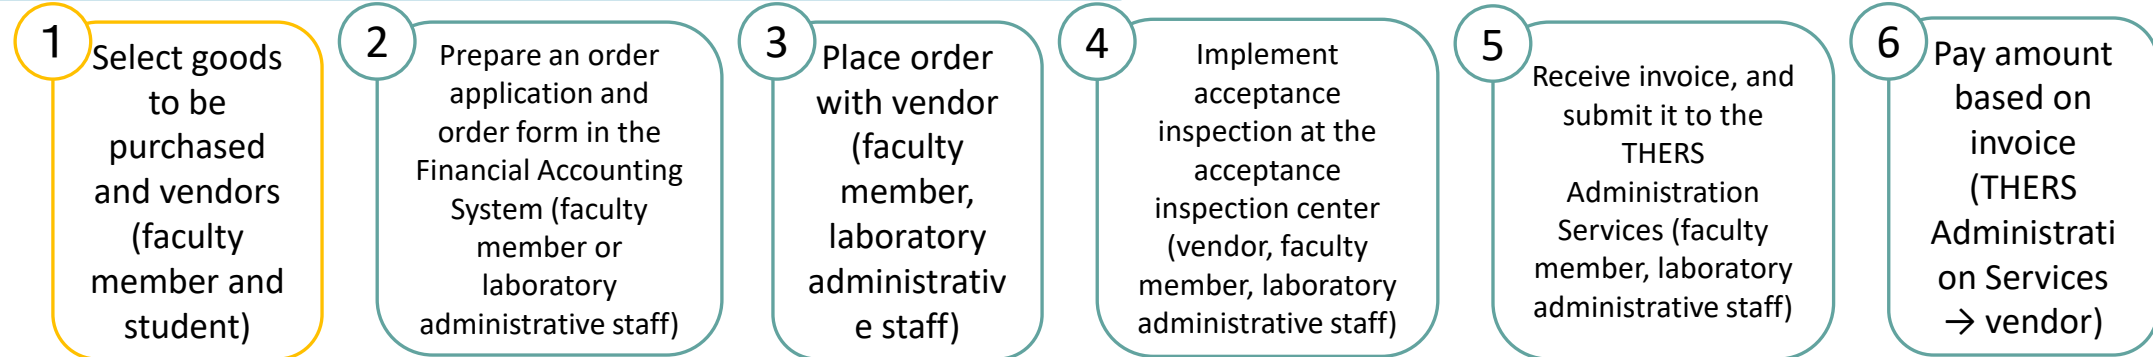 1
Select goods
to be
purchased
and vendors
(faculty
member and
student)
2
Prepare an order
application and
order form in the
Financial Accounting
System (faculty
member or
laboratory
administrative staff)
3
Place order
with vendor
(faculty
member,
laboratory
administrativ
e staff)
4
Implement
acceptance
inspection at the
acceptance
inspection center
(vendor, faculty
member, laboratory
administrative staff)
5
Receive invoice, and
submit it to the
THERS
Administration
Services (faculty
member, laboratory
administrative staff)
6
Pay amount
based on
invoice
(THERS
Administrati
on Services
→ vendor)